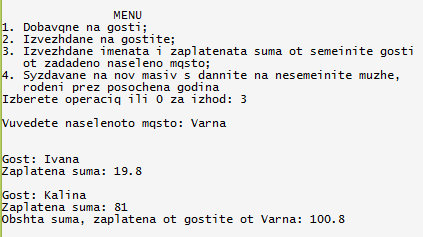 MENU
1. Dobavqne na gosti;
2. Izvezhdane na gostite;
3. Izvezhdane imenata i zaplatenata suma ot semeinite gosti
ot zadadeno naseleno mqsto;
4. Syzdavane na nov masiv s dannite na nesemeinite muzhe,
rodeni prez posochena godina
Izberete operaciq ili 0 za izhod: 3
Vuvedete naselenoto mqsto: Varna
Gost: Ivana
Zaplatena suma: 19.8
Gost: Kalina
Zaplatena suma: 81
Obshta suma, zaplatena ot gostite ot Varna: 100.8